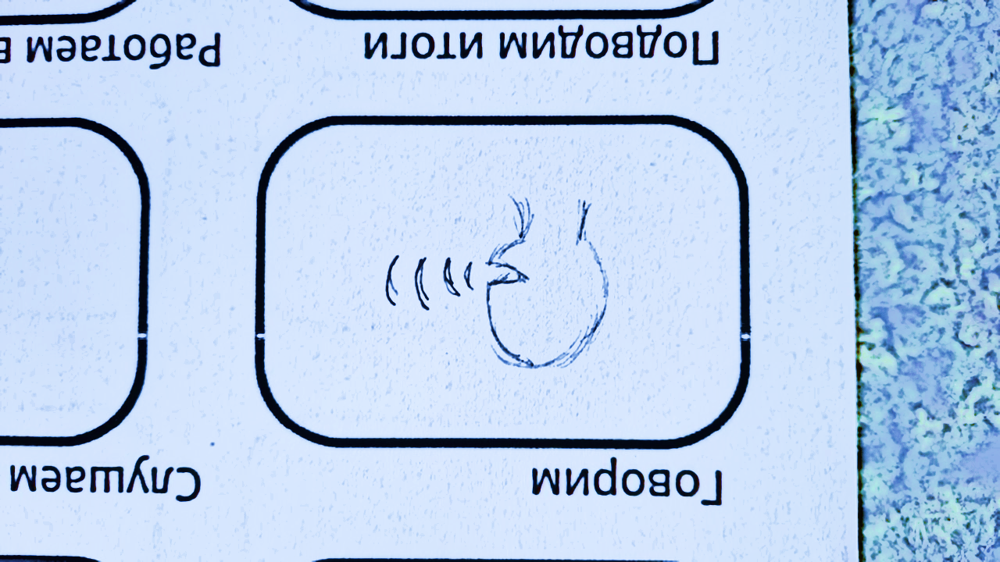 Говорим
Слушаем
Подводим итоги
Работаем в